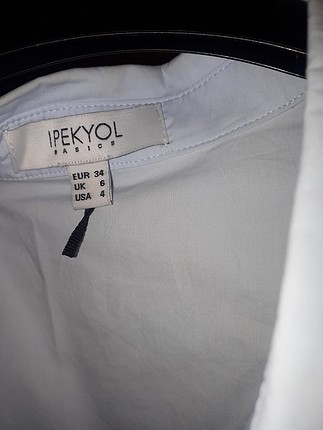 IPEKYOL
BASICS
EUR 34
UK 6
USA 4